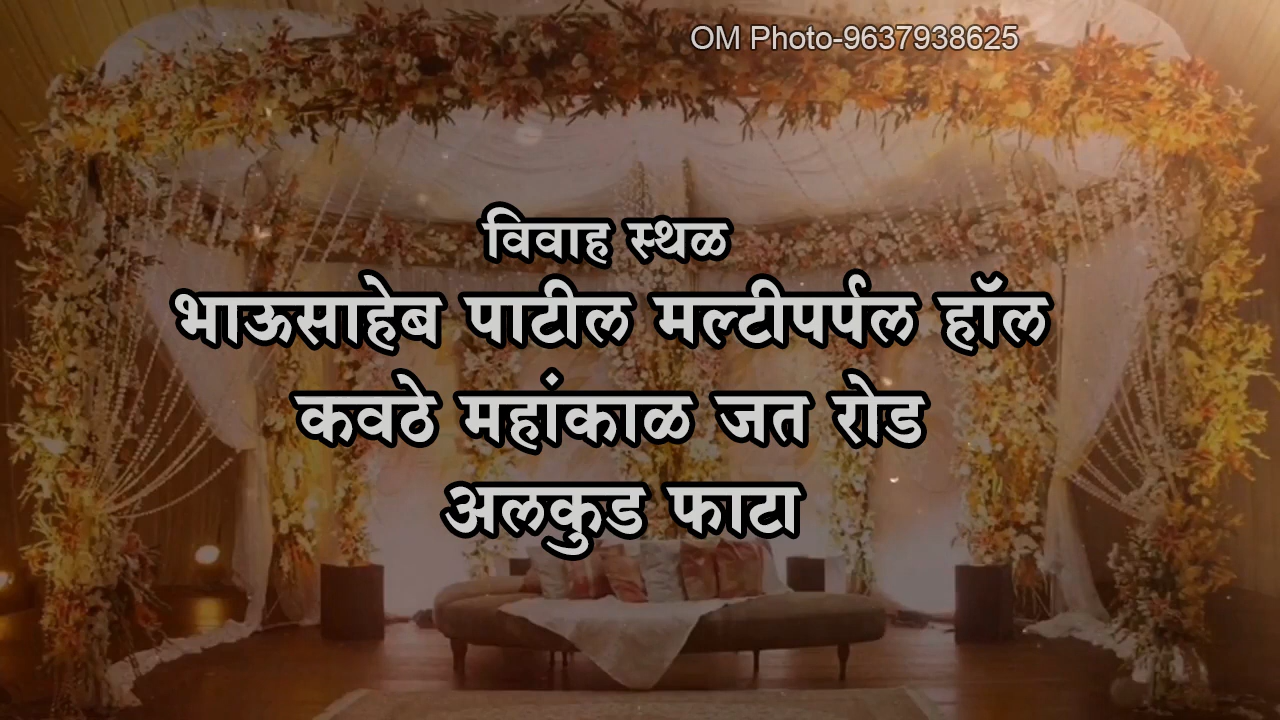 OM Photo-9637938625
विवाह स्थळ
भाऊसाहेब पाटील मल्टीपर्पल हॉल
कवठे महांकाळ जत रोड
अलकुड फाटा